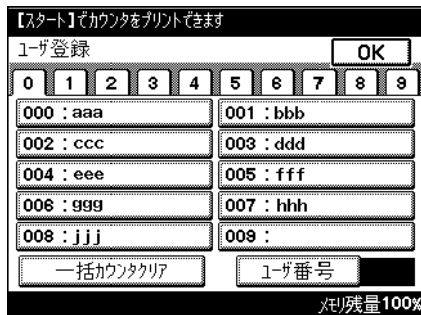 【スタート】でカウンタをプリントできます
ユーザ登録 OK
0 1 2 3 4 5 6 7 8 9
000：aaa 001：bbb
002：ccc 003：ddd
004：eee 005：fff
006：ggg 007：hhh
008：jjj 009：
一括カウンタクリア ユーザ番号
メモリ残量100%